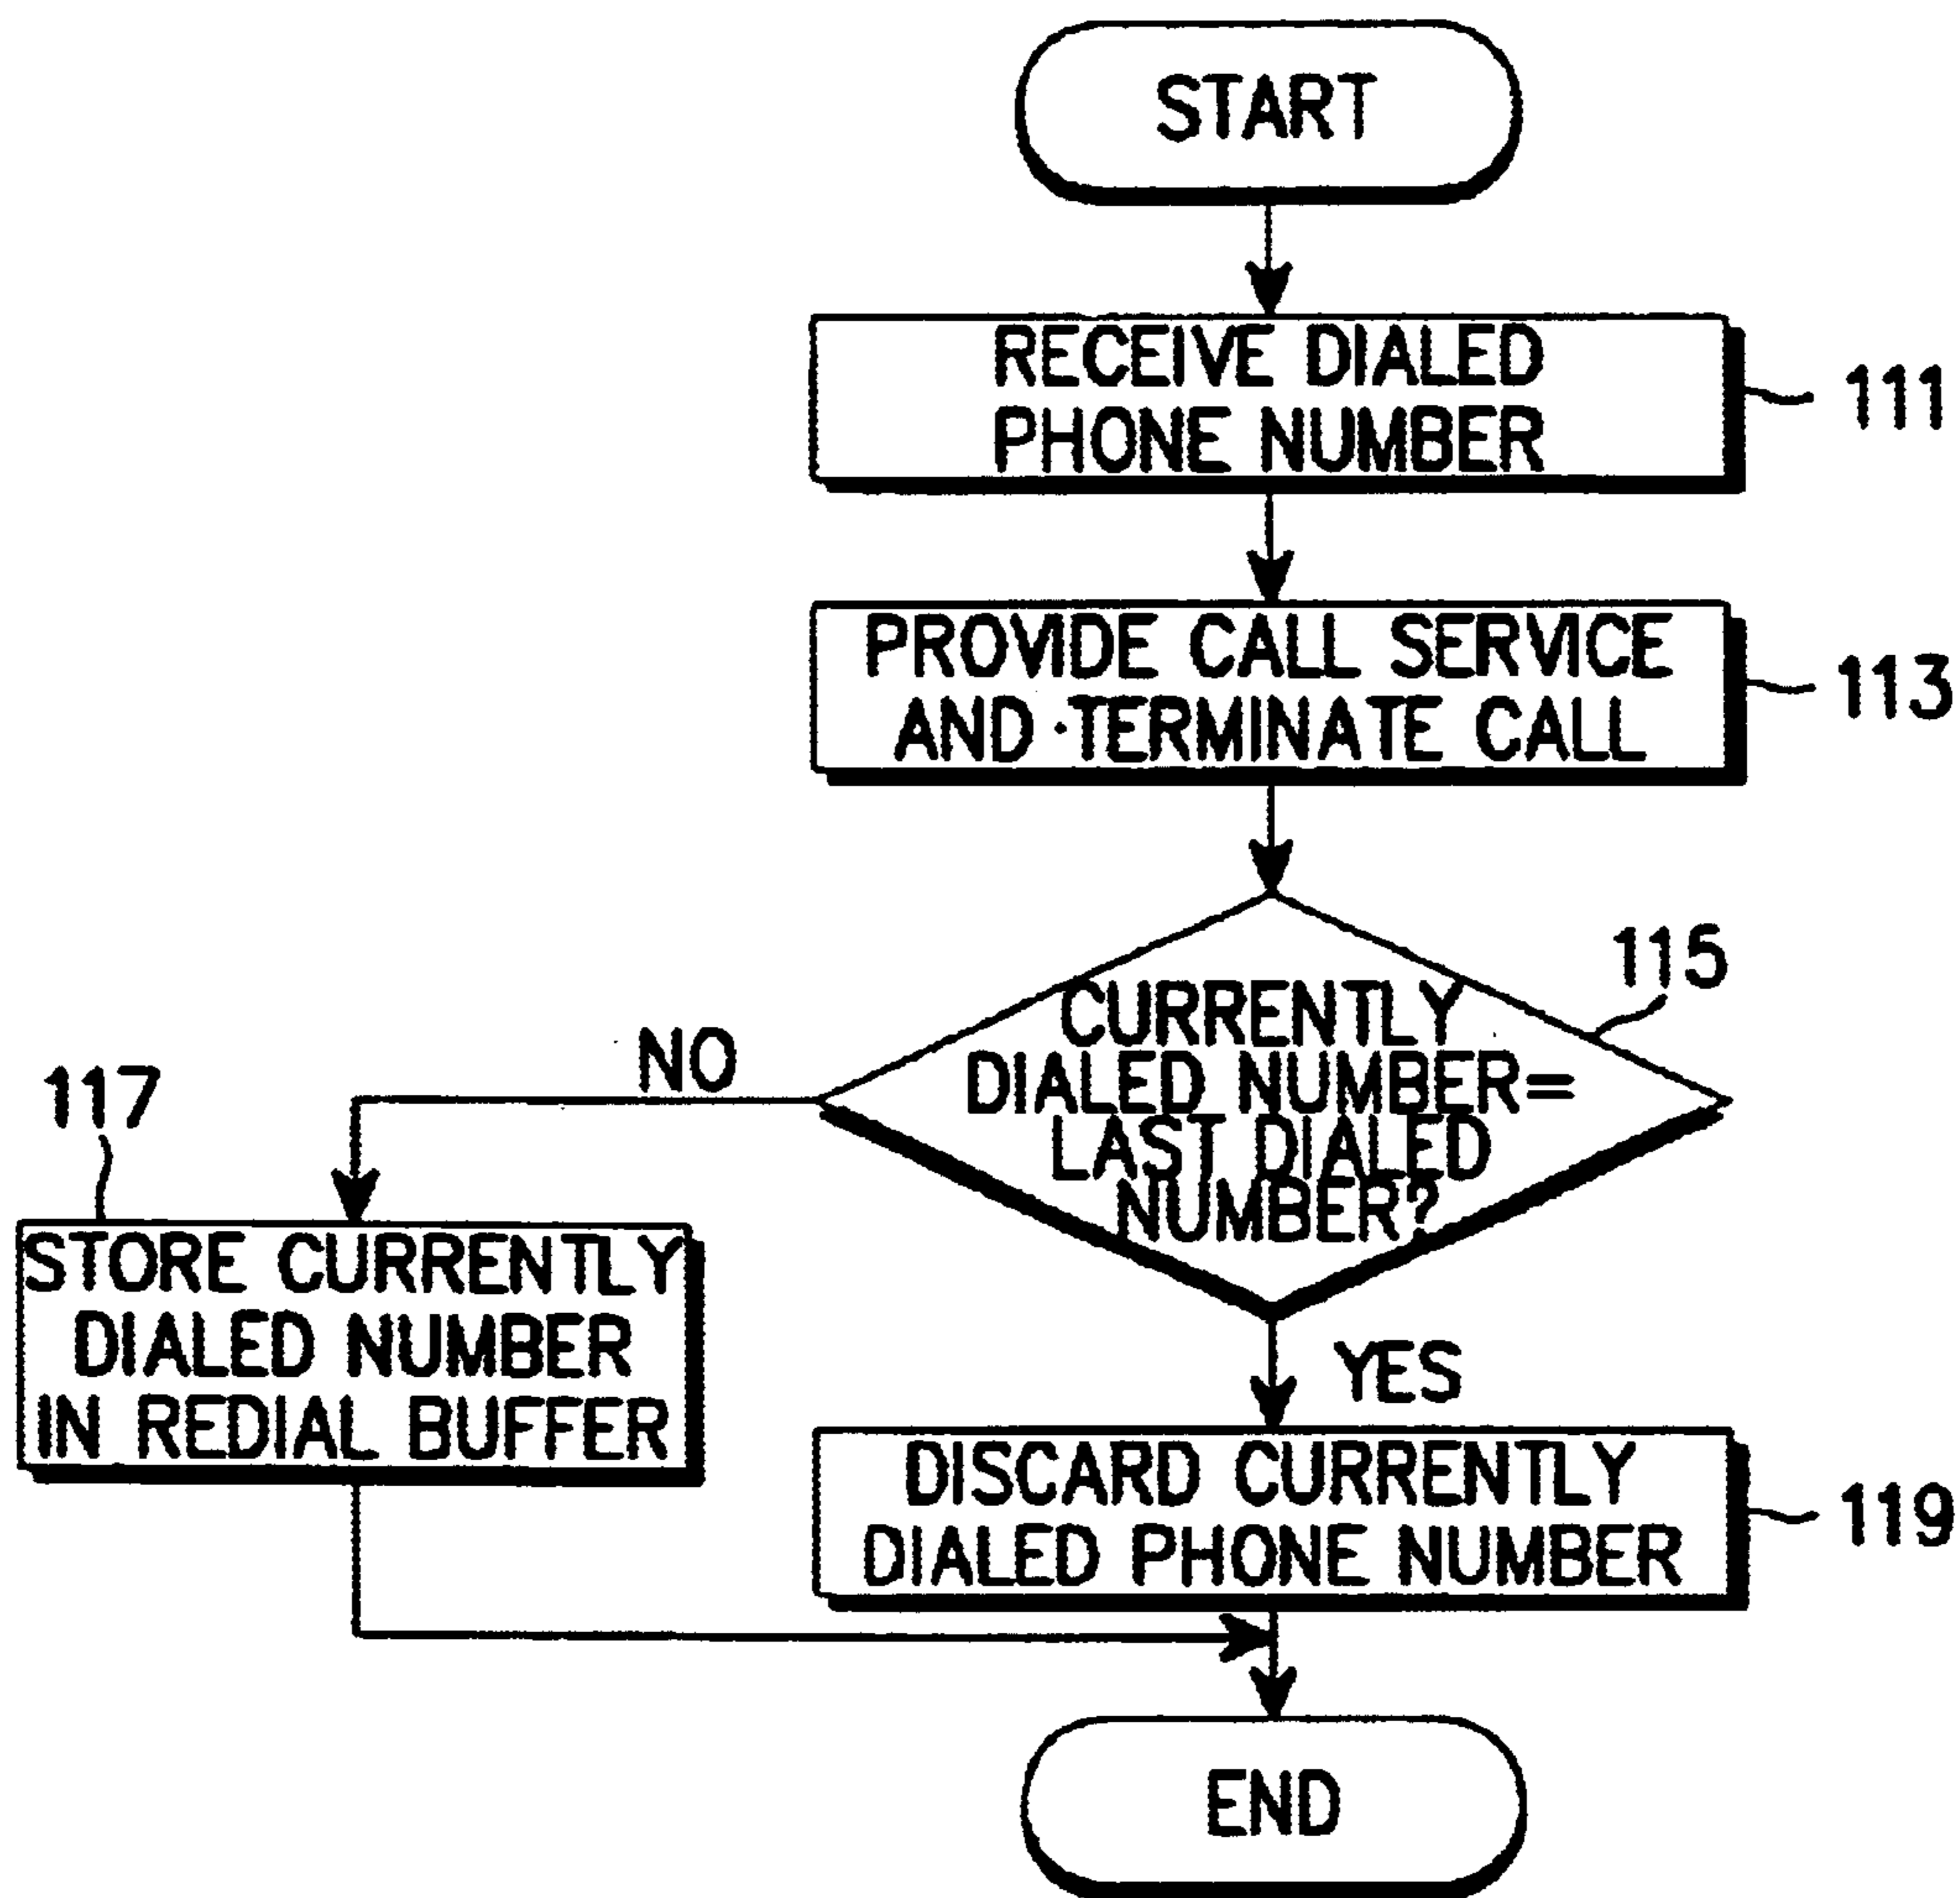 START
RECEIVE DIALED
PHONE NUMBER
111
PROVIDE CALL SERVICE
AND TERMINATE CALL
113
115
CURRENTLY
DIALED NUMBER=
LAST DIALED
NUMBER?
NO
117
STORE CURRENTLY
DIALED NUMBER
IN REDIAL BUFFER
YES
DISCARD CURRENTLY
DIALED PHONE NUMBER
119
END